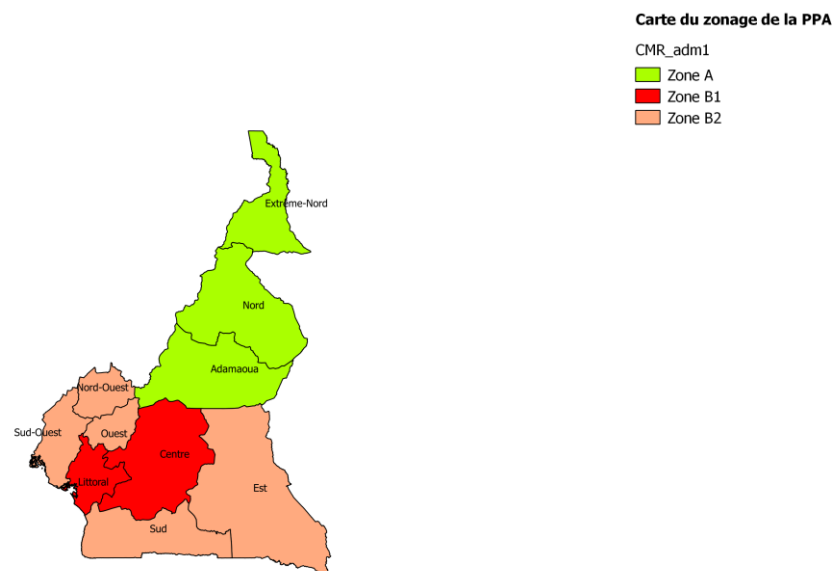 Carte du zonage de la PPA
CMR_adm1
Zone A
Zone B1
Zone B2
Extrême-Nord
Nord
Adamaoua
Nord-Ouest
Sud-Ouest
Ouest
Centre
Littoral
Est
Sud